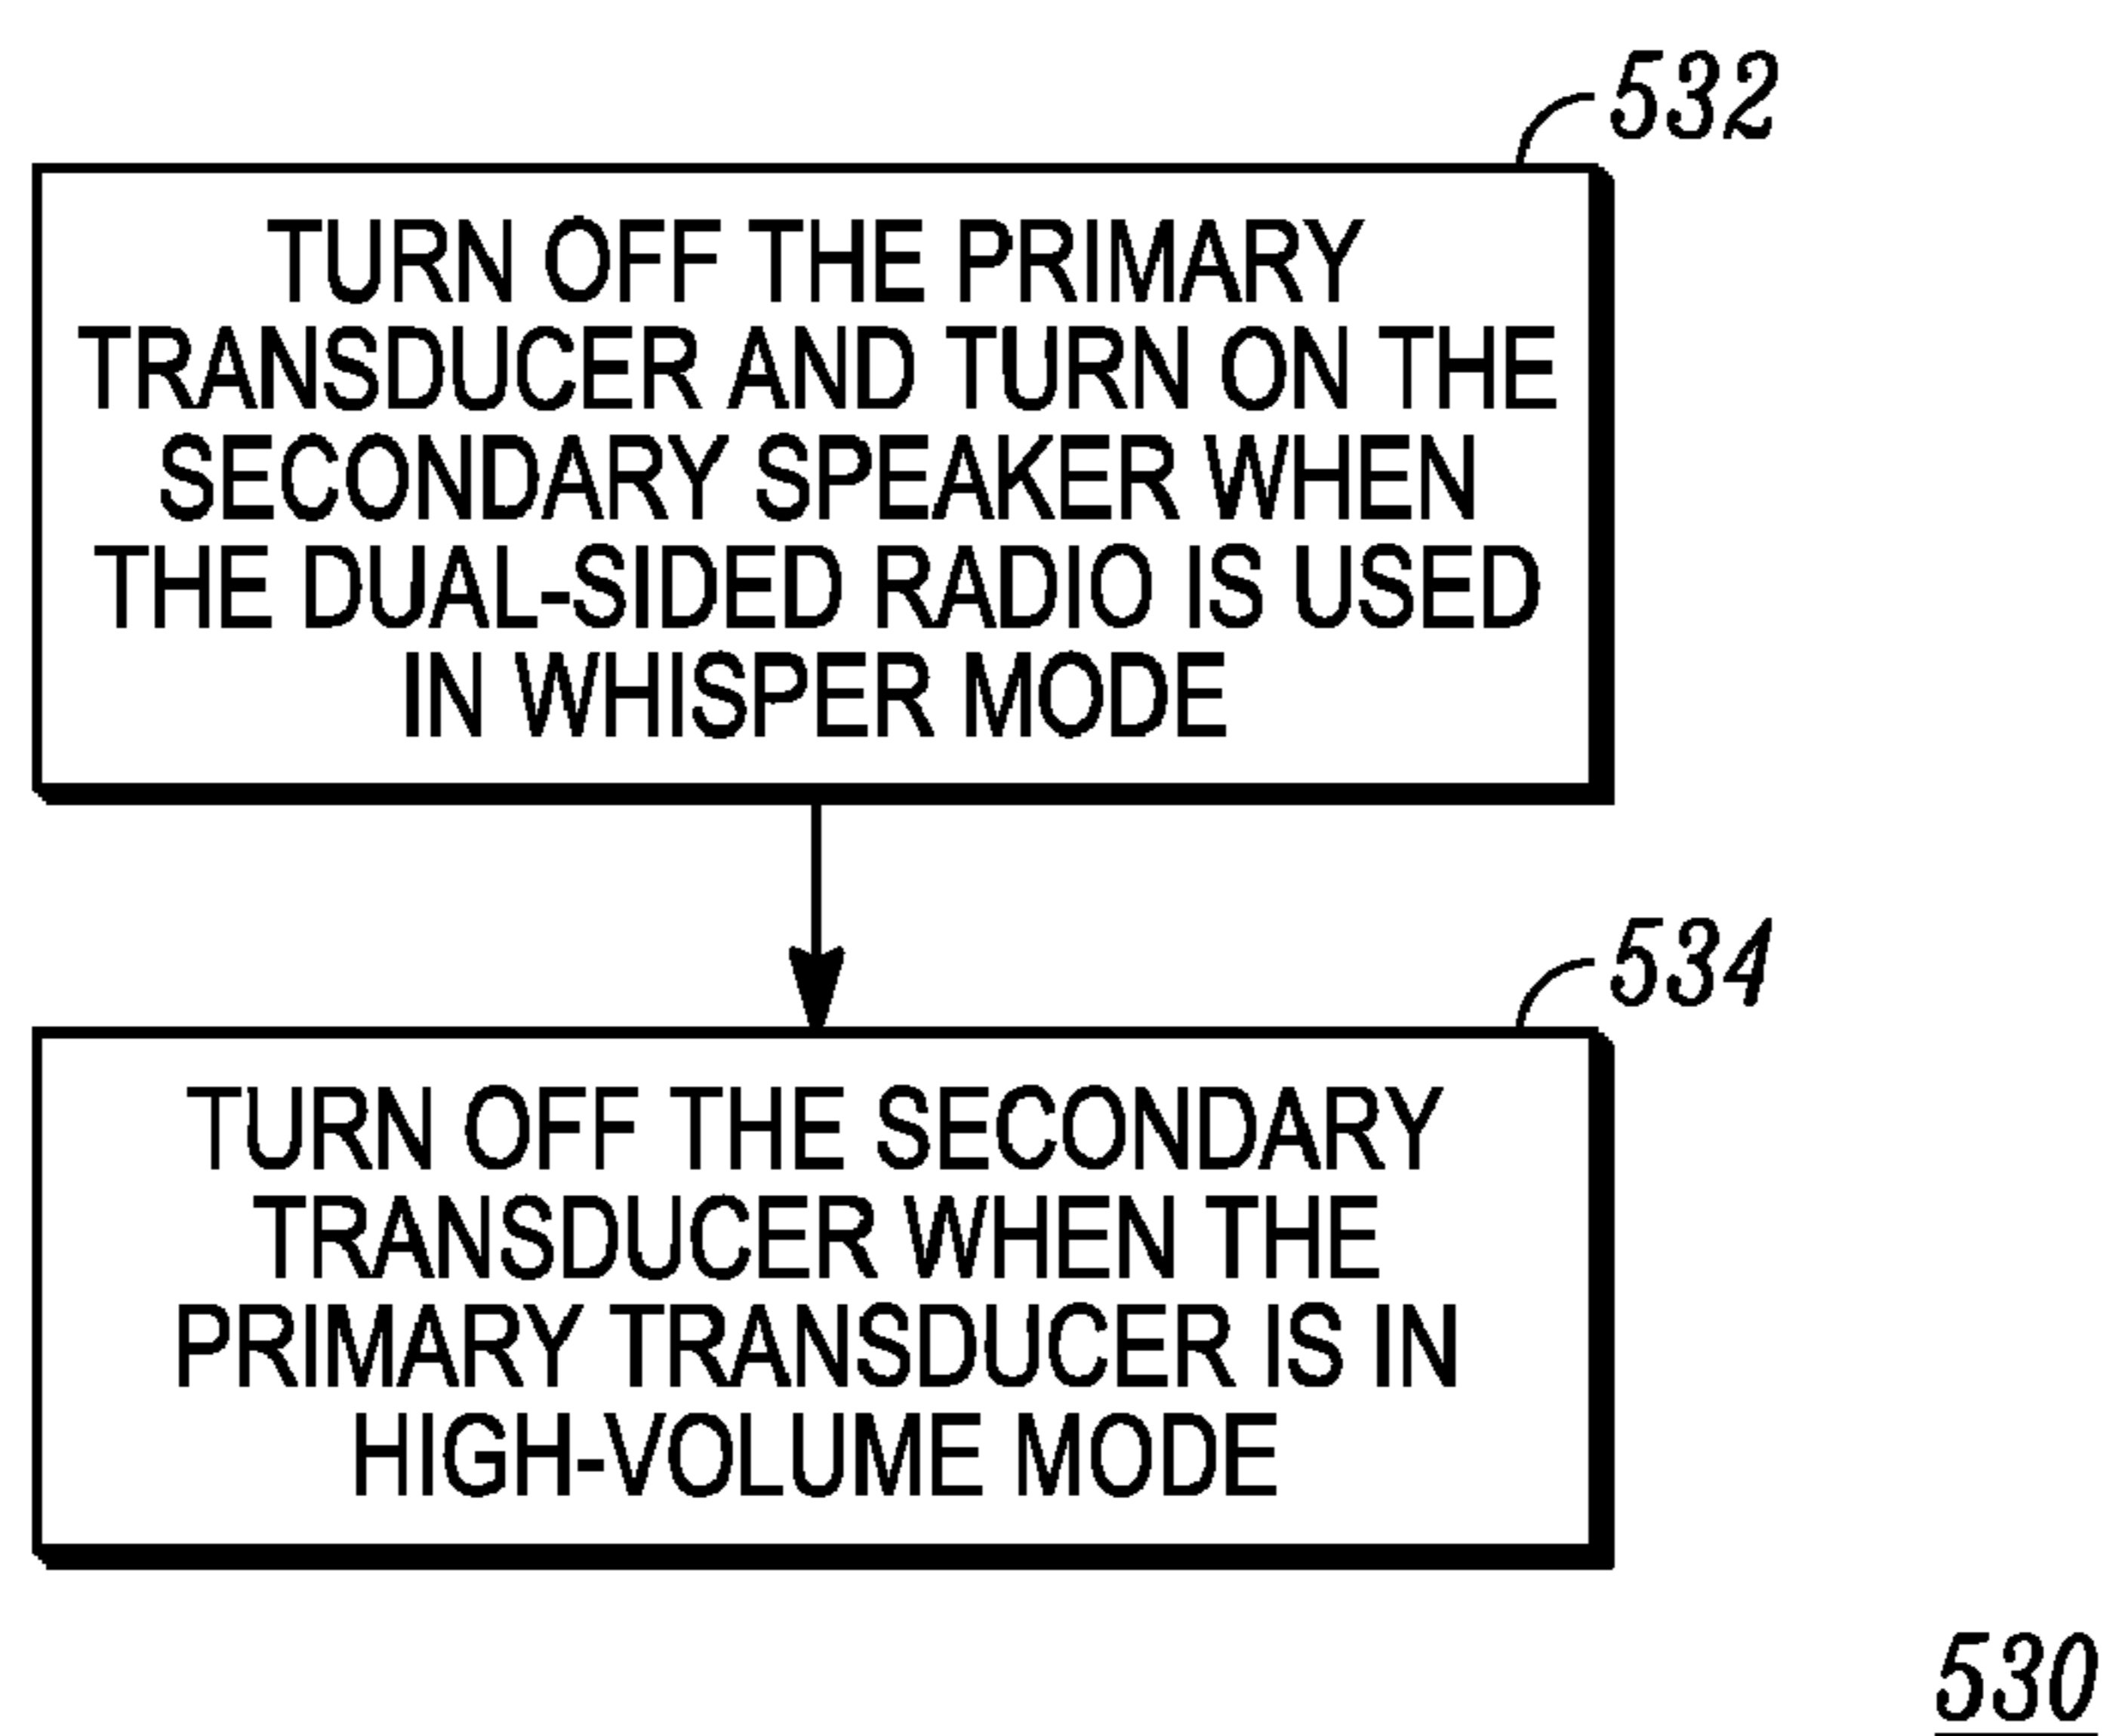 532
TURN OFF THE PRIMARY
TRANSDUCER AND TURN ON THE
SECONDARY SPEAKER WHEN
THE DUAL-SIDED RADIO IS USED
IN WHISPER MODE
534
TURN OFF THE SECONDARY
TRANSDUCER WHEN THE
PRIMARY TRANSDUCER IS IN
HIGH-VOLUME MODE
530